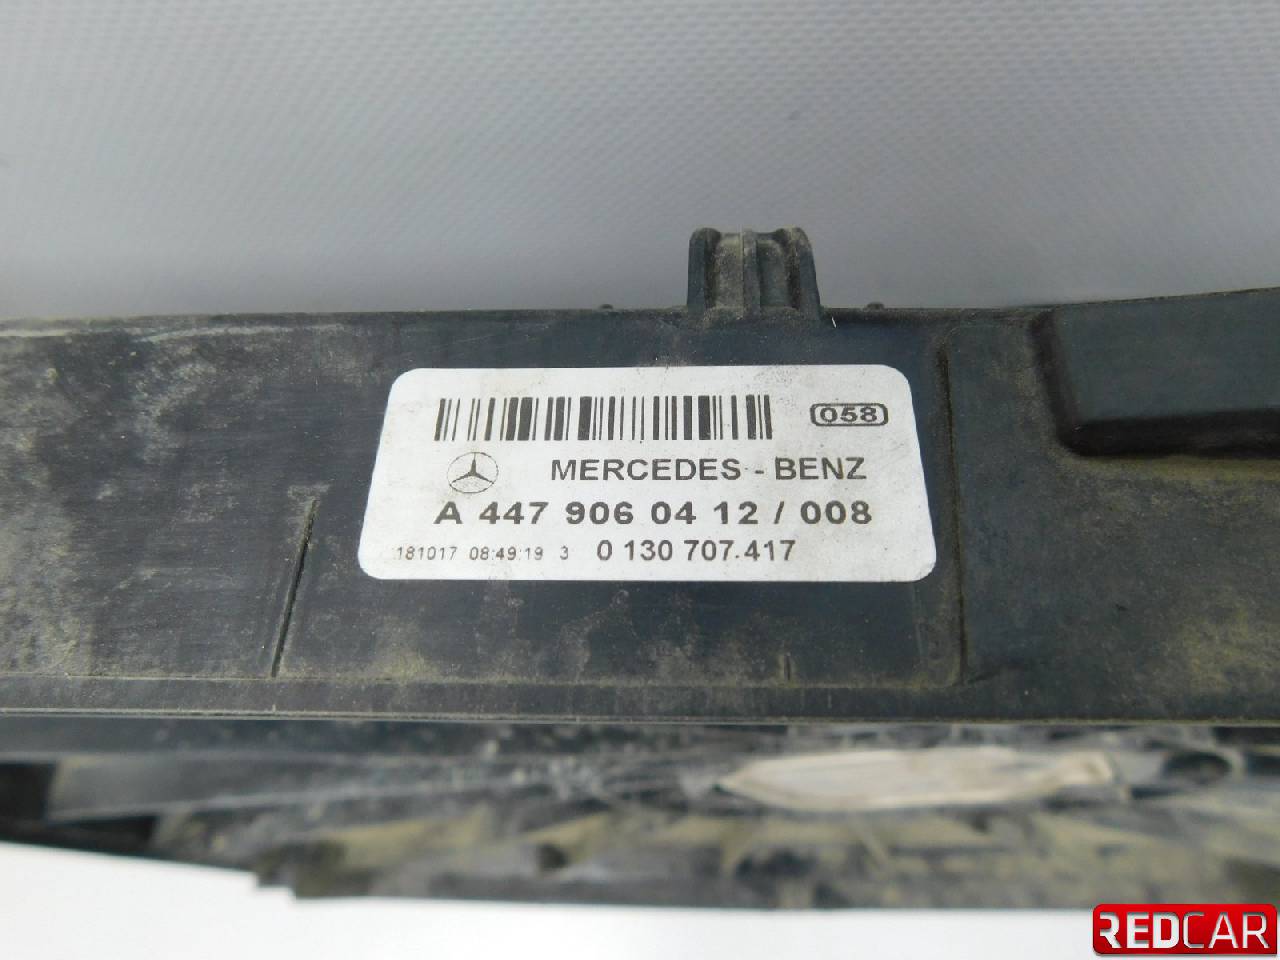 058
MERCEDES - BENZ
A 447 906 04 12 / 008
181017 08:49:19 3 0 130 707.417
REDCAR